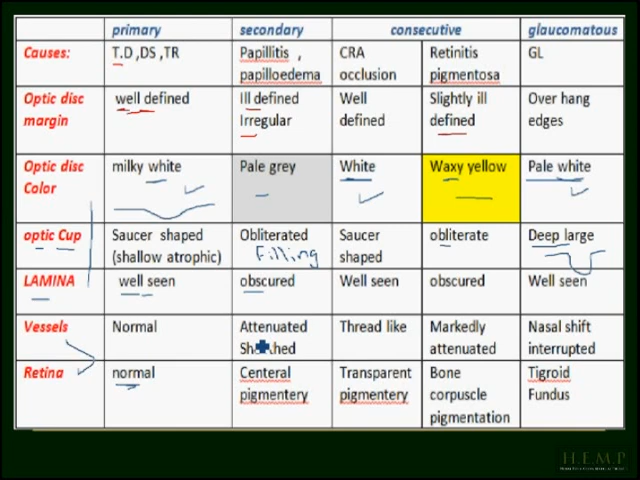 primary secondary consecutive glaucomatous
Causes: T.D ,DS ,TR Papillitis , CRA Retinitis GL
papilloedema occlusion pigmentosa
Optic disc well defined Ill defined Well Slightly ill Over hang
margin Irregular defined defined edges
Optic disc milky white Pale grey White Waxy yellow Pale white
Color
optic Cup Saucer shaped Obliterated Saucer obliterate Deep large
(shallow atrophic) Filling shaped
LAMINA well seen obscured Well seen obscured Well seen
Vessels Normal Attenuated Thread like Markedly Nasal shift
attenuated interrupted
Retina normal Centeral Transparent Bone Tigroid
pigmentery pigmentery corpuscle Fundus
pigmentation
H.E.M.P